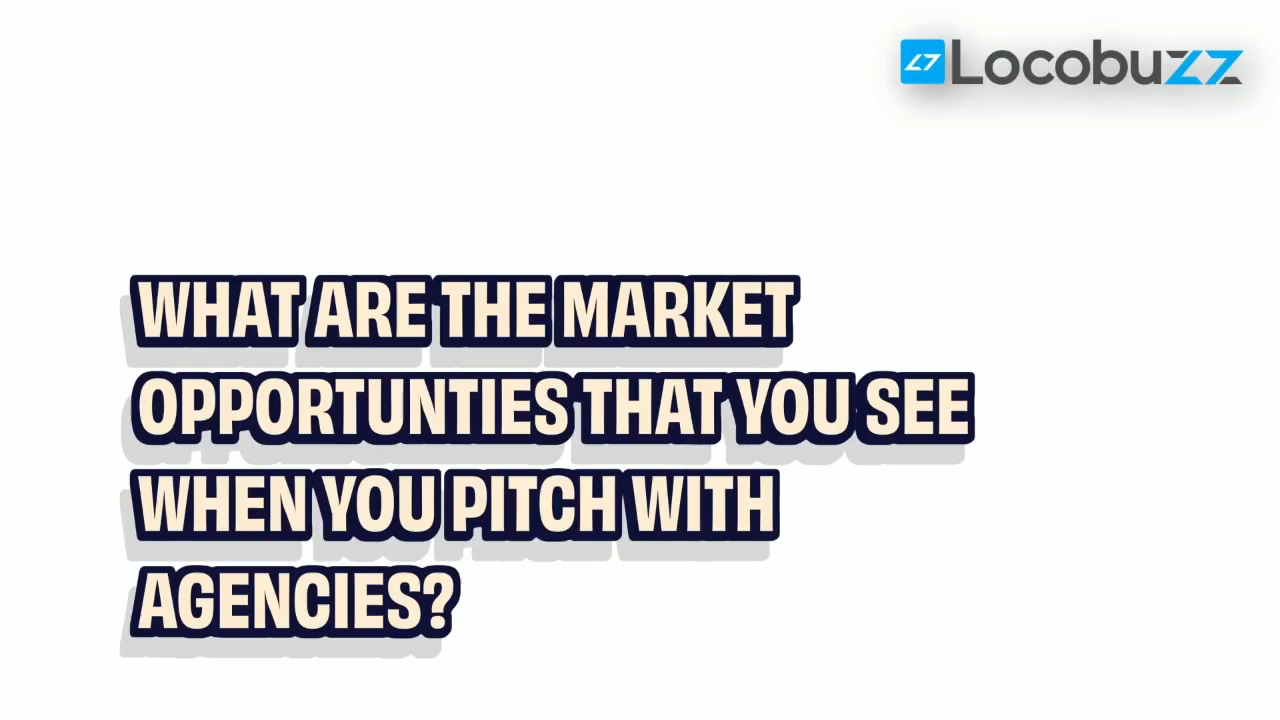 Locobuzz
WHAT ARE THE MARKET
OPPORTUNTIES THAT YOU SEE
WHEN YOU PITCH WITH
AGENCIES?